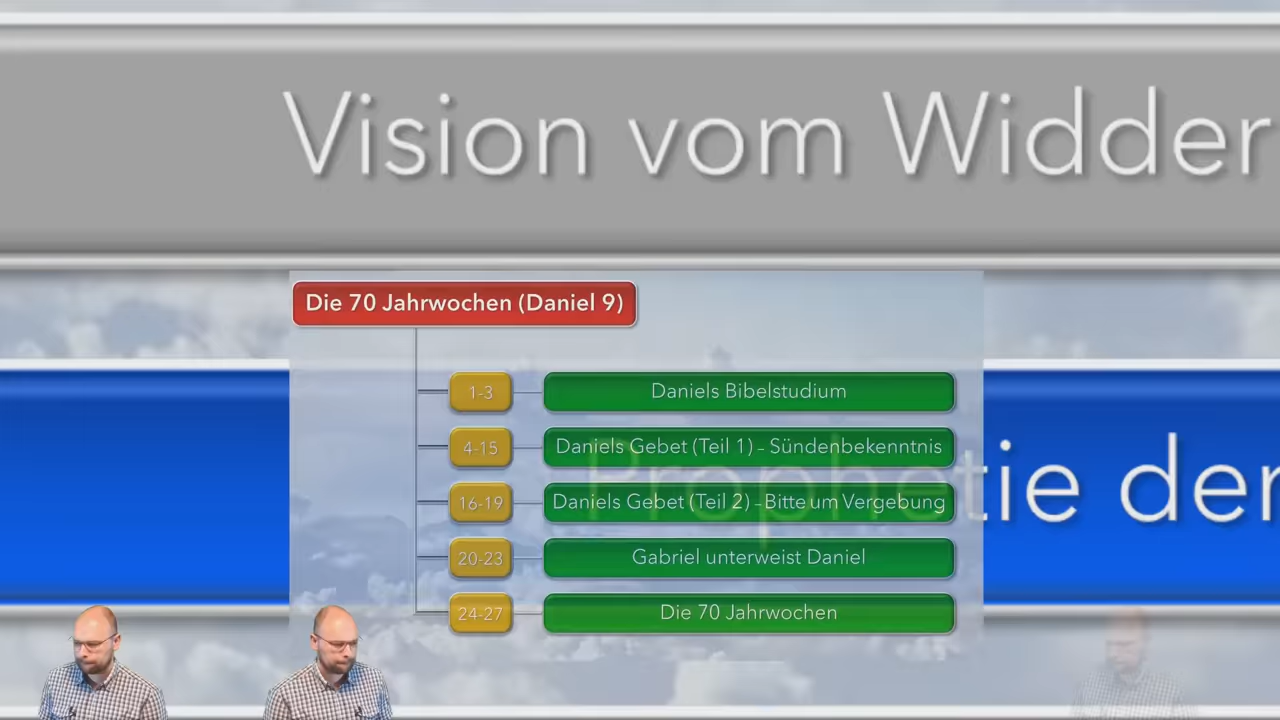 Vision vom Widder
Die 70 Jahrwochen (Daniel 9)
1-3 Daniels Bibelstudium
4-15 Daniels Gebet (Teil 1) – Sündenbekenntnis
16-19 Daniels Gebet (Teil 2) – Bitte um Vergebung
20-23 Gabriel unterweist Daniel
24-27 Die 70 Jahrwochen
Prophetie der